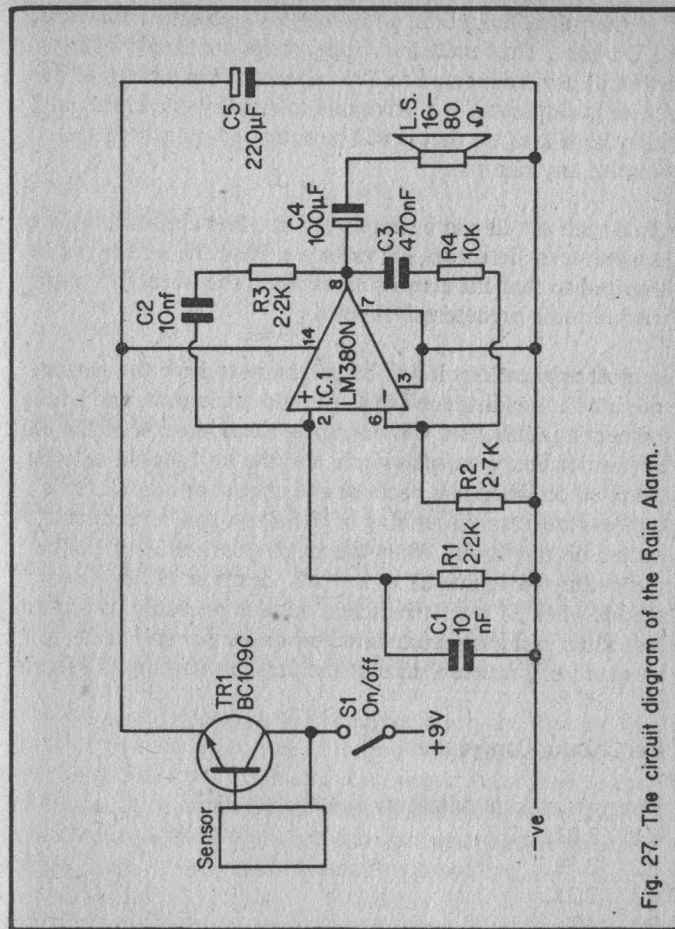 Sensor
TR1
BC109C
S1
On/off
+9V
C2
10nf
R3
2·2K
C5
220µF
14
2
+
I.C.1
LM380N
8
6
−
3
7
C4
100µF
C3
470nF
L.S.
16–
80
Ω
R4
10K
C1
10
nF
R1
2·2K
R2
2·7K
–ve
Fig. 27. The circuit diagram of the Rain Alarm.